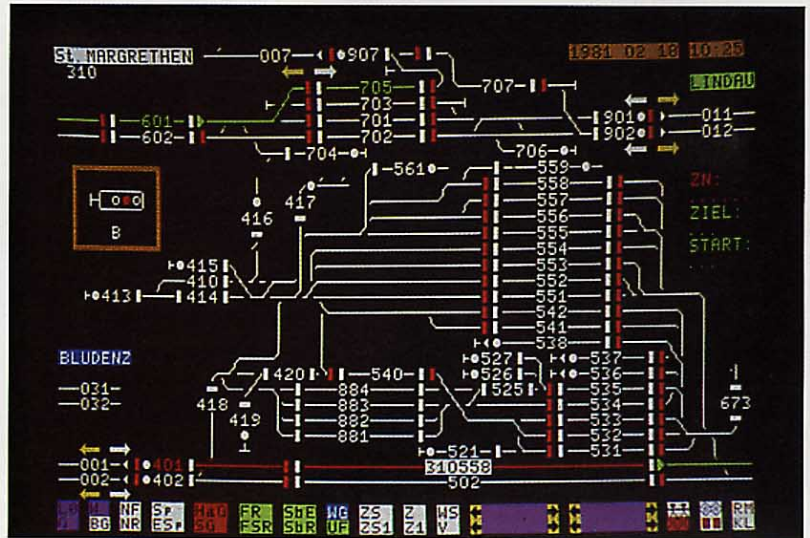 St. MARGRETHEN 007 907 1981 02 18 10:25
310
705 707 LINDAU
703
601 701 901 011
602 702 902 012
704 706
561 559
558 ZN:
416 417 557
556 ZIEL:
555
554 START:
415 553
410 552
413 414 551
542
541
538
BLUDENZ 527 537
420 540 526 536
031 884 525 535
032 418 883 534 673
419 882 533
881 532
521 531
001 401 310558
002 402 502
NF Sp H&G FR SbE WG ZS Z WS RM
BG NR ESp SG FSR SbR UF ZS1 Z1 V KL
B